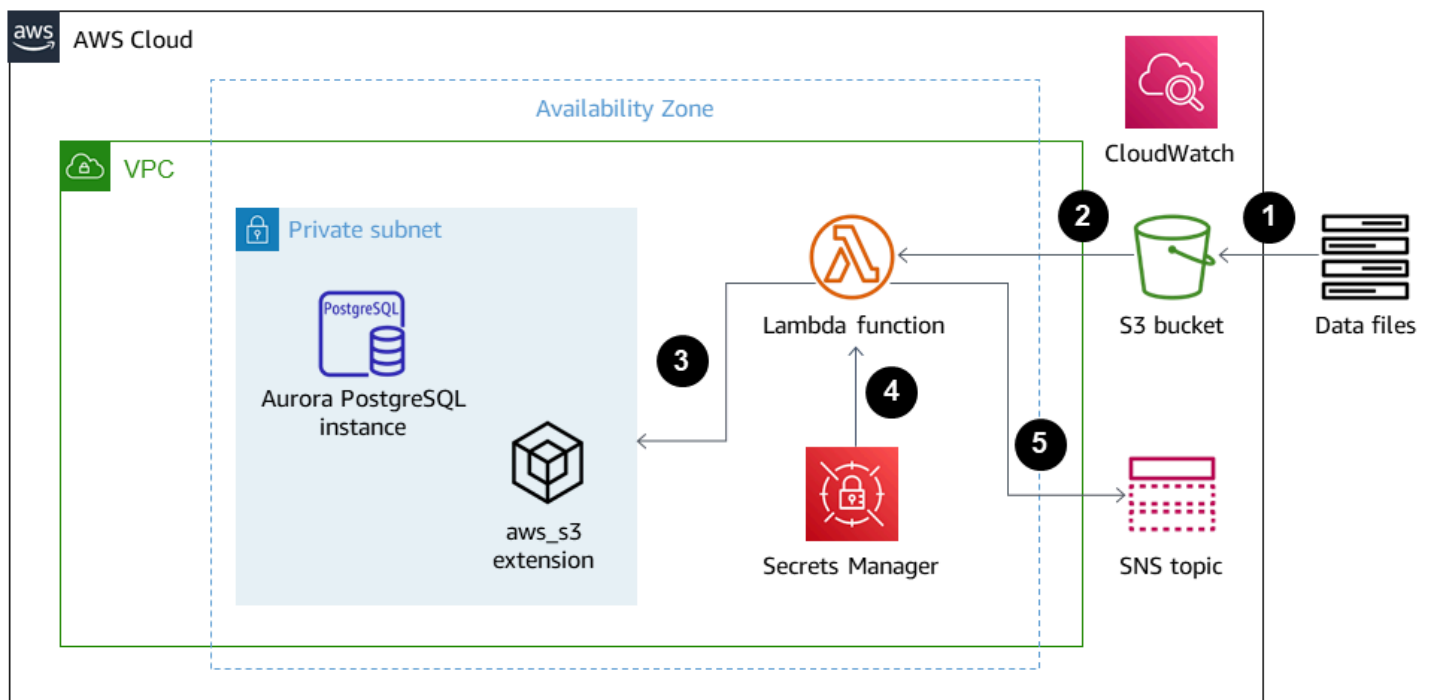 aws
AWS Cloud
Availability Zone
CloudWatch
VPC
2
1
Private subnet
PostgreSQL
Lambda function
S3 bucket
Data files
3
4
Aurora PostgreSQL
instance
5
aws_s3
extension
Secrets Manager
SNS topic